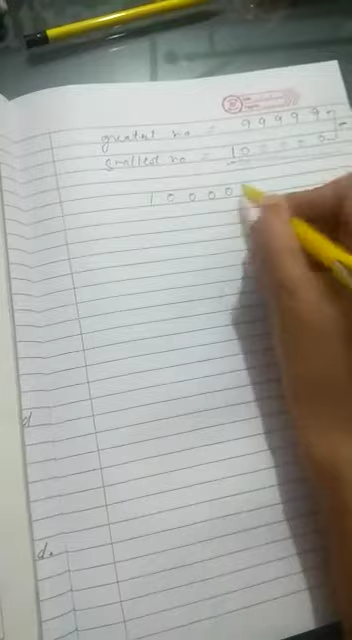 greatest no = 99999
smallest no = 10000
10000
d.